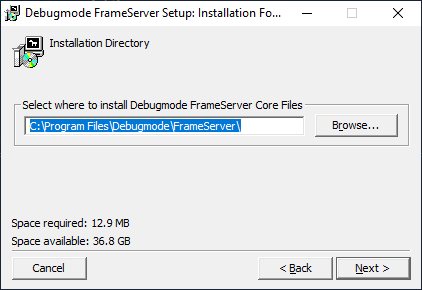 Debugmode FrameServer Setup: Installation Fo...
Installation Directory
Select where to install Debugmode FrameServer Core Files
C:\Program Files\Debugmode\FrameServer\
Browse...
Space required: 12.9 MB
Space available: 36.8 GB
Cancel
< Back
Next >